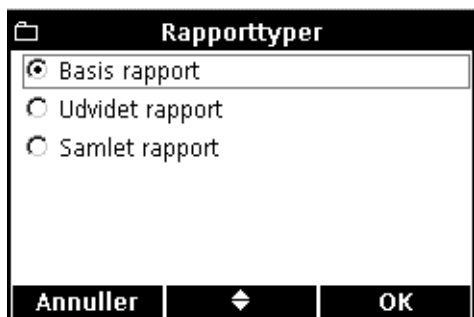 Rapporttyper
Basis rapport
Udvidet rapport
Samlet rapport
Annuller OK